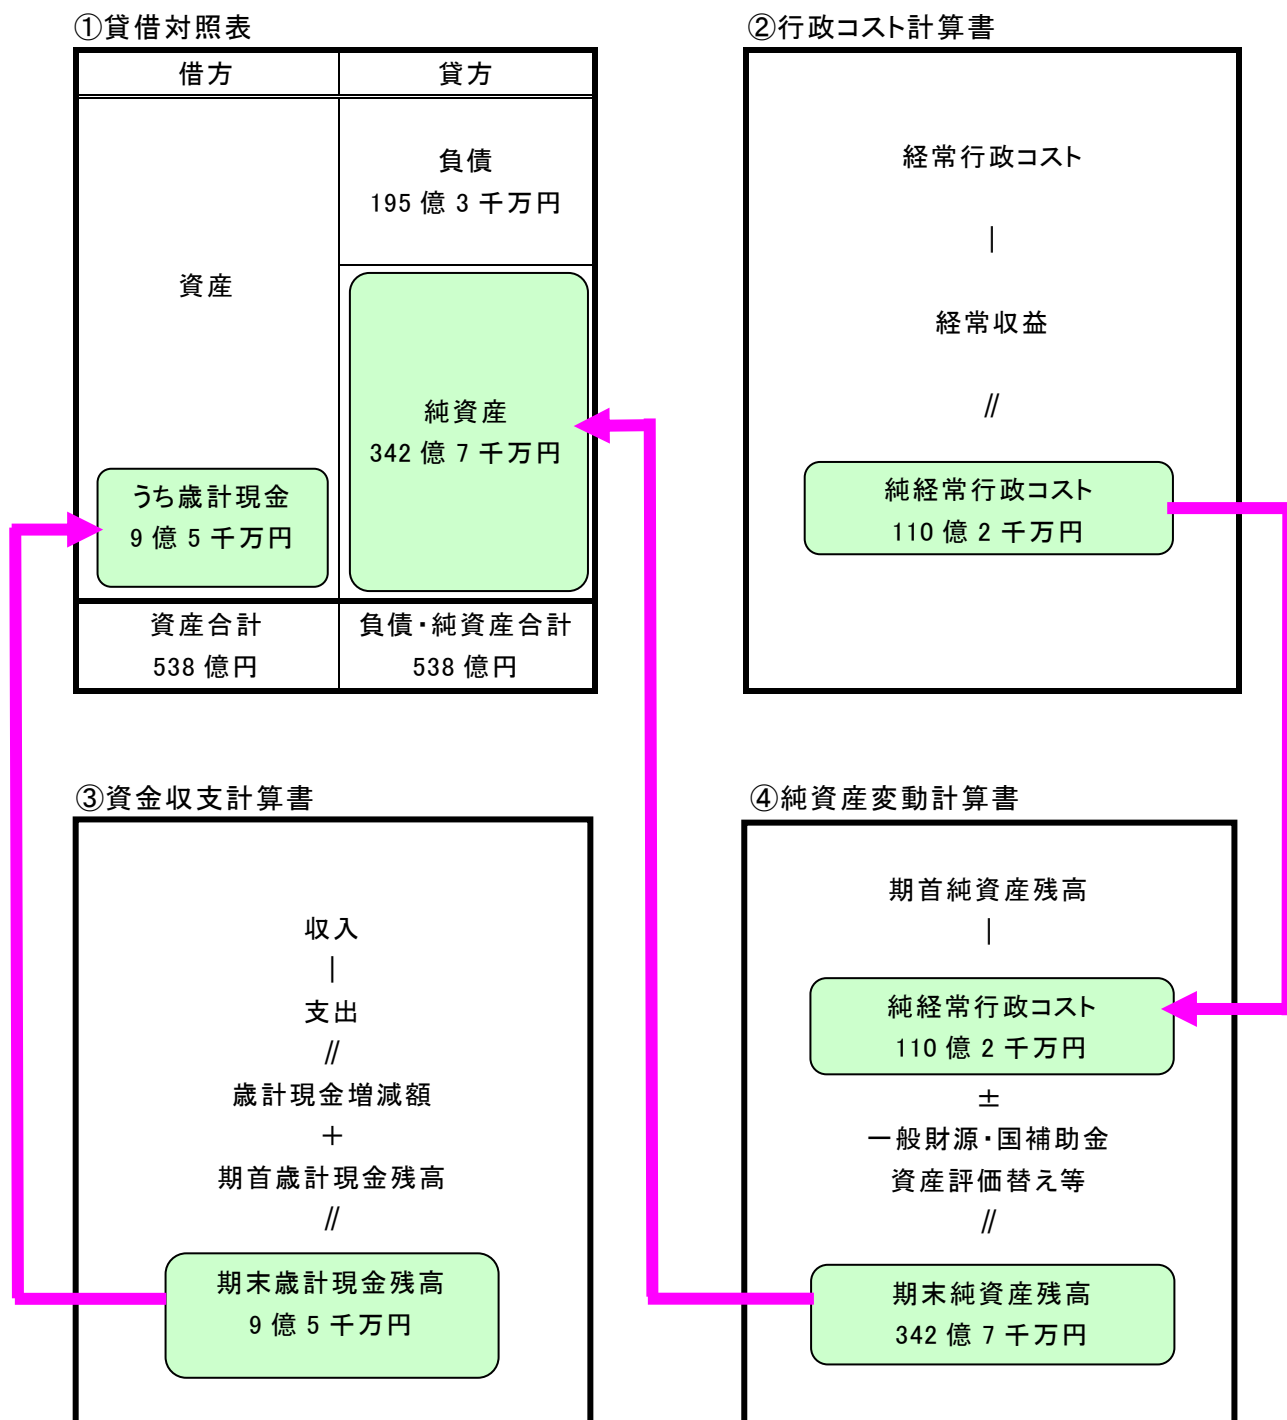 ①貸借対照表
借方
貸方
資産
うち歳計現金
9 億 5 千万円
負債
195 億 3 千万円
純資産
342 億 7 千万円
資産合計
538 億円
負債・純資産合計
538 億円
②行政コスト計算書
経常行政コスト
|
経常収益
//
純経常行政コスト
110 億 2 千万円
③資金収支計算書
収入
|
支出
//
歳計現金増減額
＋
期首歳計現金残高
//
期末歳計現金残高
9 億 5 千万円
④純資産変動計算書
期首純資産残高
|
純経常行政コスト
110 億 2 千万円
±
一般財源・国補助金
資産評価替え等
//
期末純資産残高
342 億 7 千万円